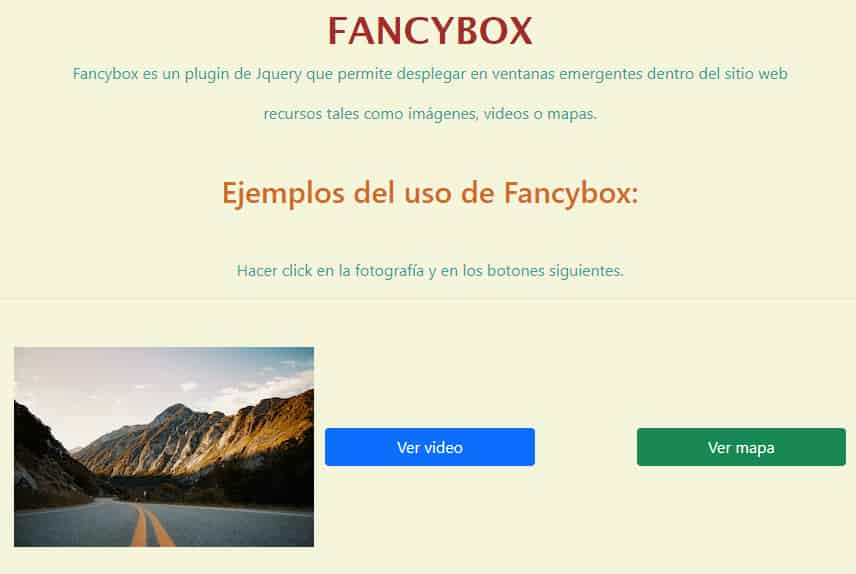 FANCYBOX
Fancybox es un plugin de Jquery que permite desplegar en ventanas emergentes dentro del sitio web
recursos tales como imágenes, videos o mapas.
Ejemplos del uso de Fancybox:
Hacer click en la fotografía y en los botones siguientes.
Ver video
Ver mapa